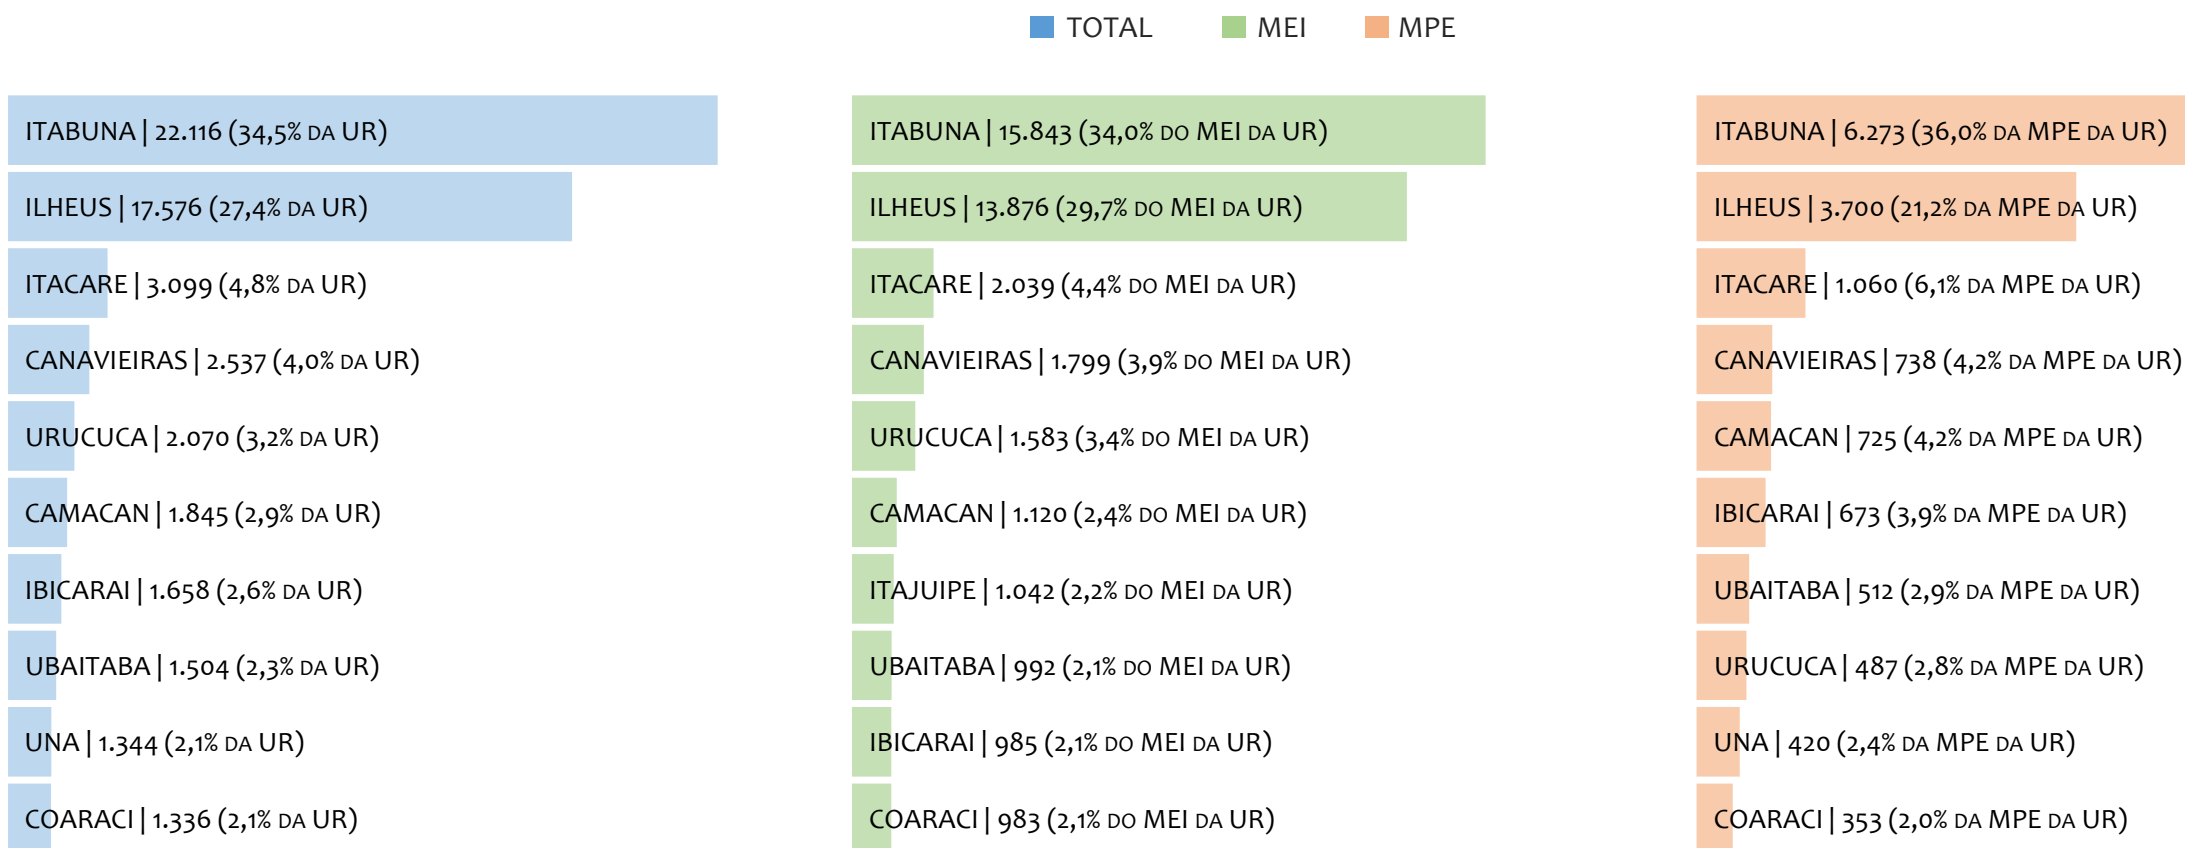 TOTAL MEI MPE
ITABUNA | 22.116 (34,5% DA UR)
ILHEUS | 17.576 (27,4% DA UR)
ITACARE | 3.099 (4,8% DA UR)
CANAVIEIRAS | 2.537 (4,0% DA UR)
URUCUCA | 2.070 (3,2% DA UR)
CAMACAN | 1.845 (2,9% DA UR)
IBICARAI | 1.658 (2,6% DA UR)
UBAITABA | 1.504 (2,3% DA UR)
UNA | 1.344 (2,1% DA UR)
COARACI | 1.336 (2,1% DA UR)
ITABUNA | 15.843 (34,0% DO MEI DA UR)
ILHEUS | 13.876 (29,7% DO MEI DA UR)
ITACARE | 2.039 (4,4% DO MEI DA UR)
CANAVIEIRAS | 1.799 (3,9% DO MEI DA UR)
URUCUCA | 1.583 (3,4% DO MEI DA UR)
CAMACAN | 1.120 (2,4% DO MEI DA UR)
ITAJUIPE | 1.042 (2,2% DO MEI DA UR)
UBAITABA | 992 (2,1% DO MEI DA UR)
IBICARAI | 985 (2,1% DO MEI DA UR)
COARACI | 983 (2,1% DO MEI DA UR)
ITABUNA | 6.273 (36,0% DA MPE DA UR)
ILHEUS | 3.700 (21,2% DA MPE DA UR)
ITACARE | 1.060 (6,1% DA MPE DA UR)
CANAVIEIRAS | 738 (4,2% DA MPE DA UR)
CAMACAN | 725 (4,2% DA MPE DA UR)
IBICARAI | 673 (3,9% DA MPE DA UR)
UBAITABA | 512 (2,9% DA MPE DA UR)
URUCUCA | 487 (2,8% DA MPE DA UR)
UNA | 420 (2,4% DA MPE DA UR)
COARACI | 353 (2,0% DA MPE DA UR)